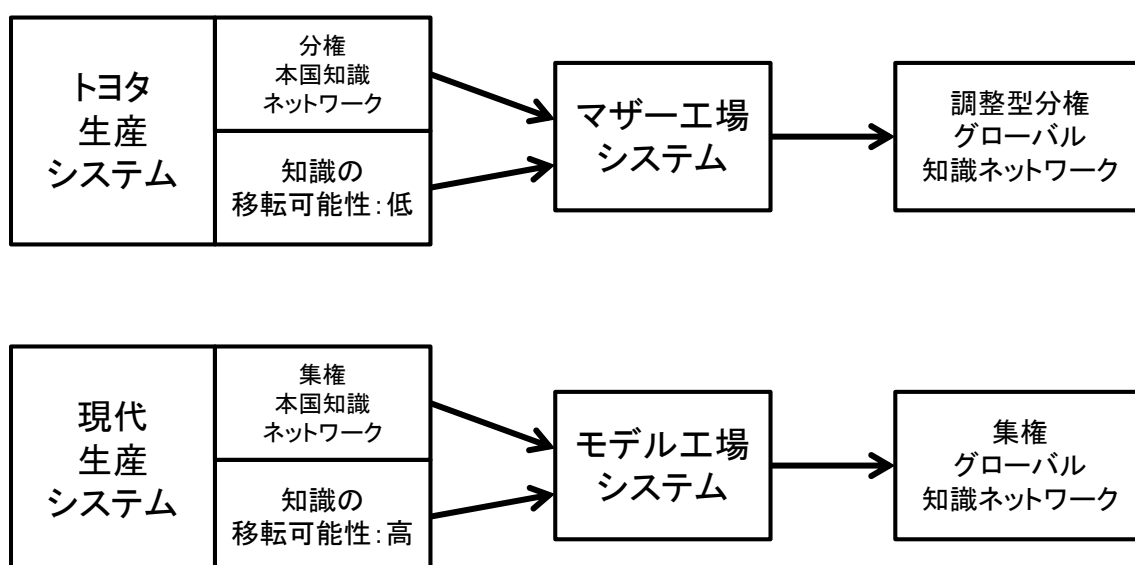 トヨタ
生産
システム
分権
本国知識
ネットワーク
知識の
移転可能性：低
マザー工場
システム
調整型分権
グローバル
知識ネットワーク
現代
生産
システム
集権
本国知識
ネットワーク
知識の
移転可能性：高
モデル工場
システム
集権
グローバル
知識ネットワーク